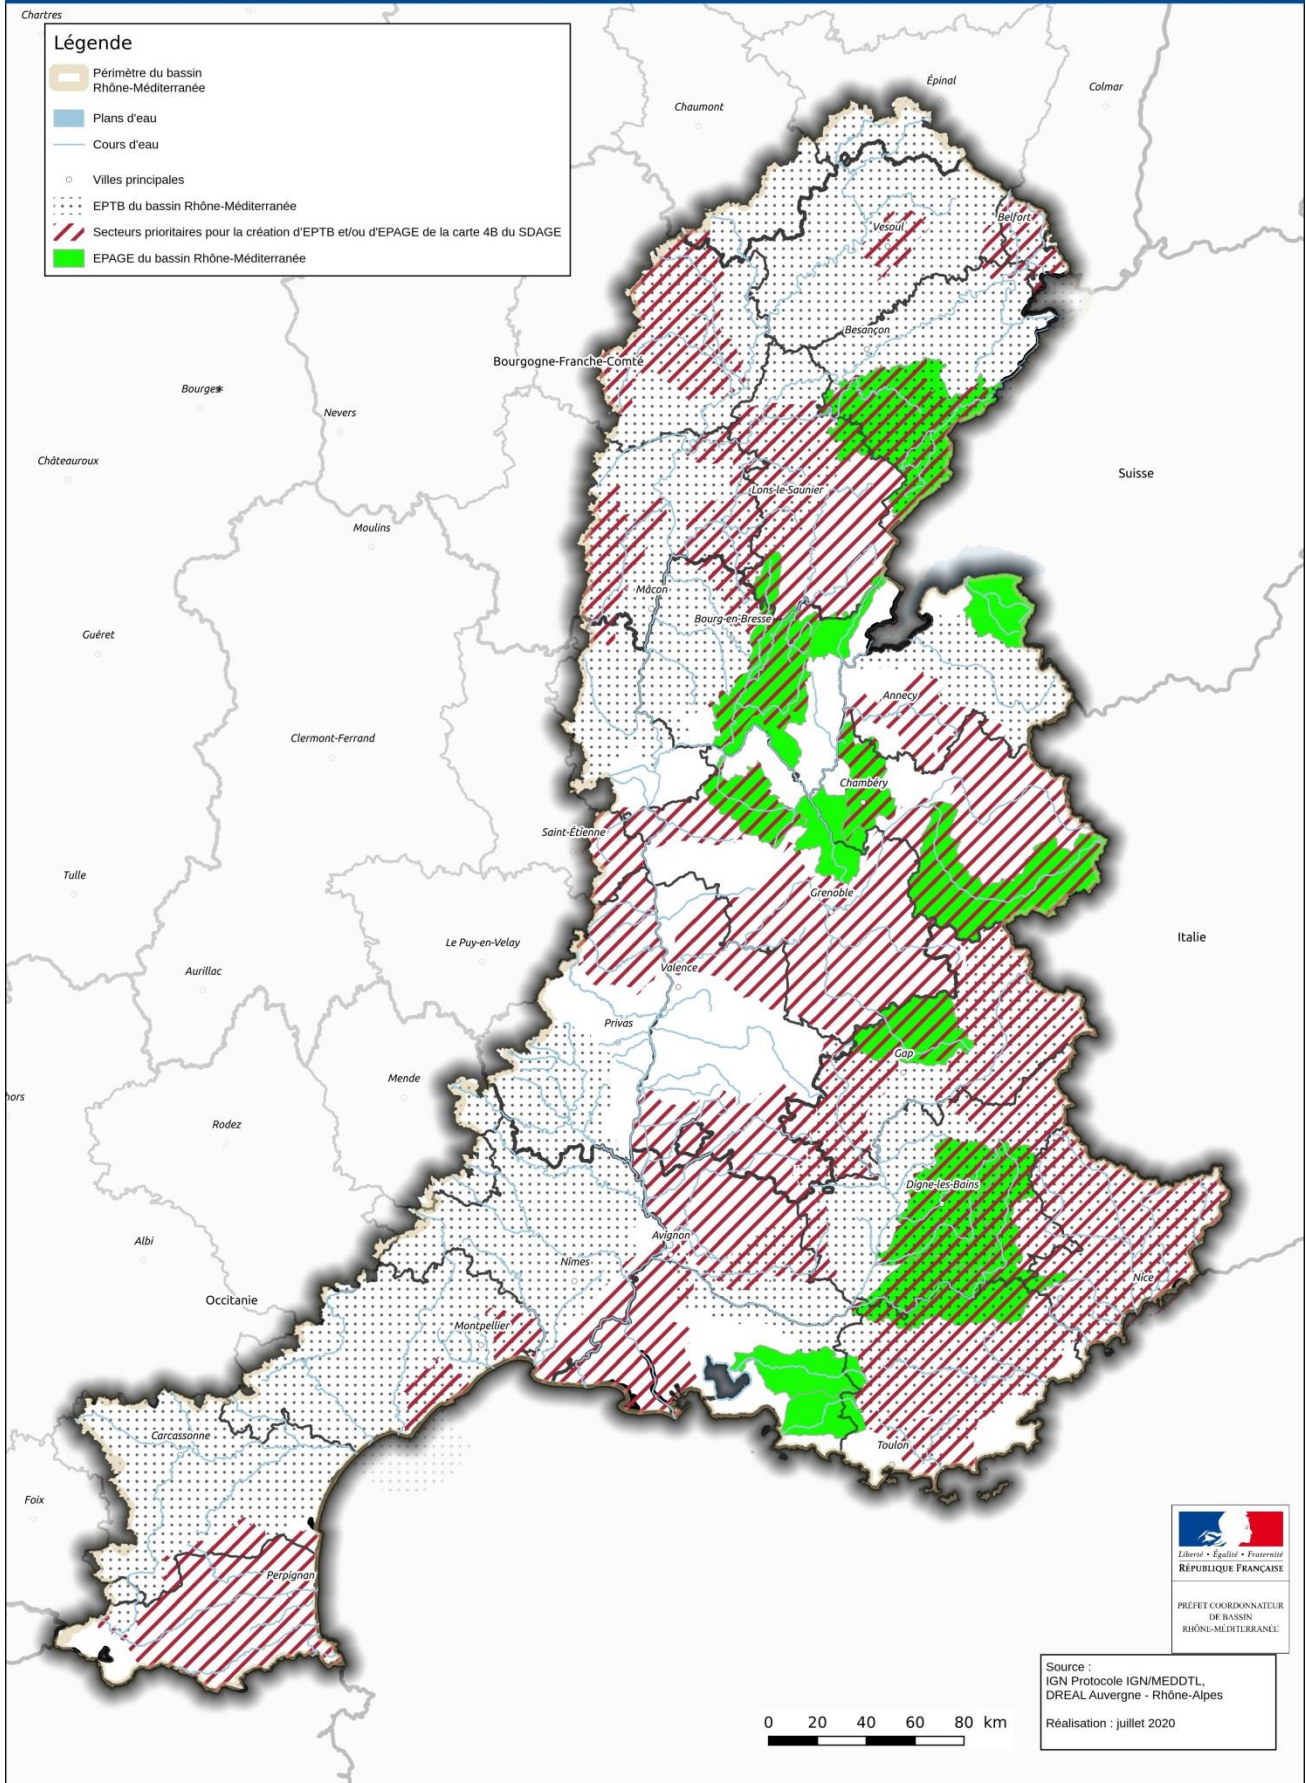 Chartres
Légende
Périmètre du bassin
Rhône-Méditerranée
Plans d'eau
Cours d'eau
Villes principales
EPTB du bassin Rhône-Méditerranée
Secteurs prioritaires pour la création d'EPTB et/ou d'EPAGE de la carte 4B du SDAGE
EPAGE du bassin Rhône-Méditerranée
Épinal
Colmar
Chaumont
Belfort
Vesoul
Besançon
Bourgogne-Franche-Comté
Bourges
Nevers
Châteauroux
Suisse
Lons-le-Saunier
Moulins
Mâcon
Bourg-en-Bresse
Guéret
Annecy
Clermont-Ferrand
Chambéry
Saint-Étienne
Tulle
Grenoble
Le Puy-en-Velay
Italie
Aurillac
Valence
Privas
Gap
Mende
hors
Rodez
Digne-les-Bains
Avignon
Albi
Nîmes
Nice
Occitanie
Montpellier
Carcassonne
Toulon
Foix
Perpignan
Liberté • Égalité • Fraternité
RÉPUBLIQUE FRANÇAISE
PRÉFET COORDONNATEUR
DE BASSIN
RHÔNE-MÉDITERRANÉE
Source :
IGN Protocole IGN/MEDDTL,
DREAL Auvergne - Rhône-Alpes
Réalisation : juillet 2020
0 20 40 60 80 km